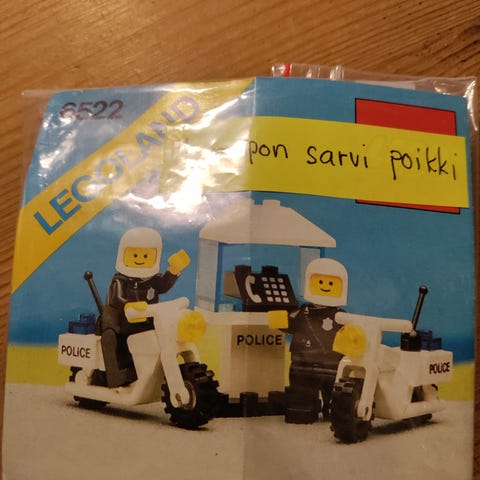 6522
LEGOLAND
pon sarvi poikki
POLICE
POLICE
POLICE